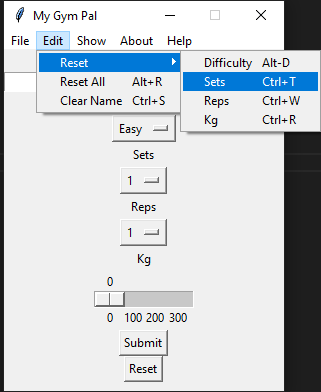 My Gym Pal
File Edit Show About Help
Reset
Reset All Alt+R
Clear Name Ctrl+S
Difficulty Alt-D
Sets Ctrl+T
Reps Ctrl+W
Kg Ctrl+R
Easy
Sets
1
Reps
1
Kg
0
0 100 200 300
Submit
Reset